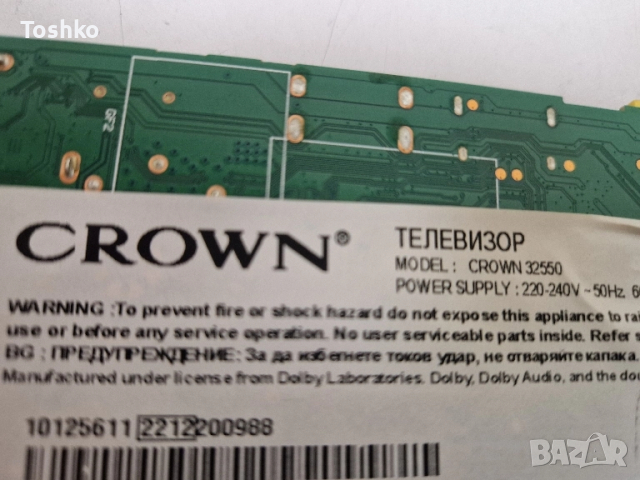 Toshko
GF2
CROWN®
ТЕЛЕВИЗОР
MODEL : CROWN 32550
POWER SUPPLY : 220-240V ~50Hz,
WARNING :To prevent fire or shock hazard do not expose this appliance to
use or before any service operation. No user serviceable parts inside. Refer
BG : ПРЕДУПРЕЖДЕНИЕ: За да избегнете токов удар, не отваряйте капака.
Manufactured under license from Dolby Laboratories. Dolby, Dolby Audio, and the
10125611 2212 200988
BAZAR